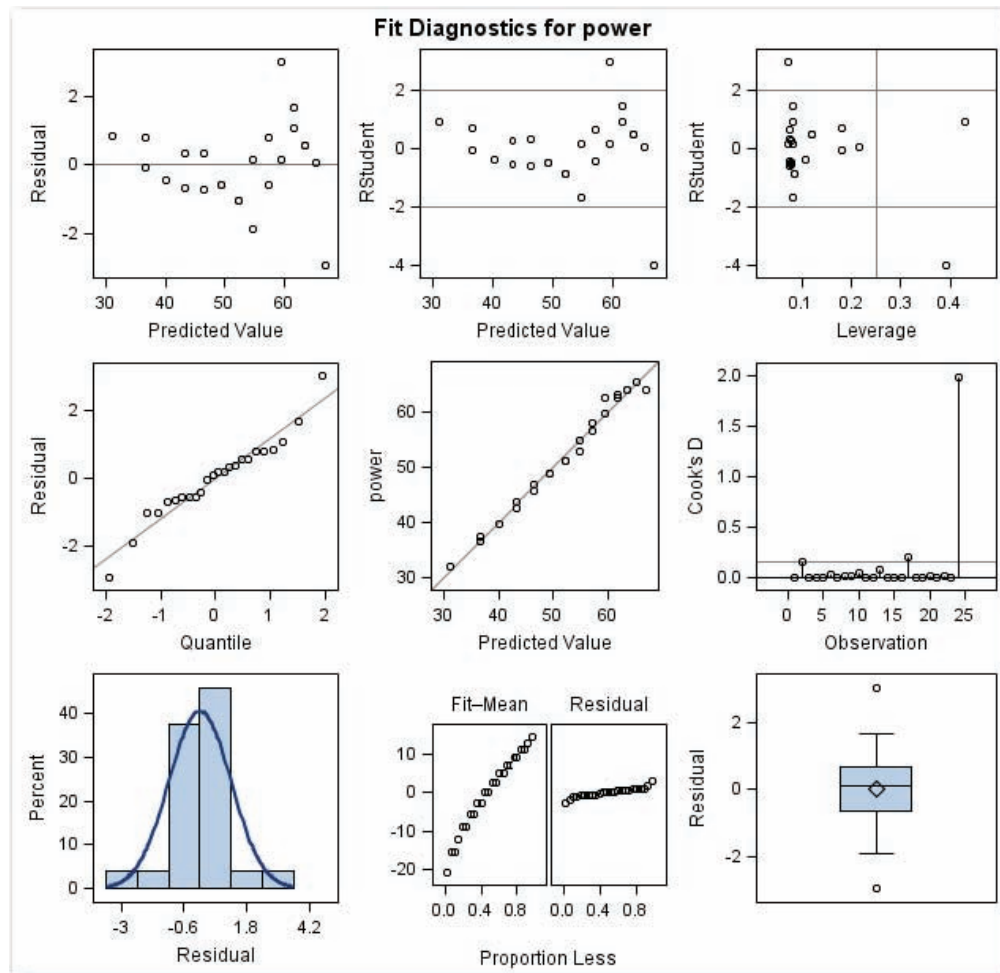 Fit Diagnostics for power
Residual
2
0
-2
30 40 50 60
Predicted Value
RStudent
2
0
-2
-4
30 40 50 60
Predicted Value
RStudent
2
0
-2
-4
0.1 0.2 0.3 0.4
Leverage
Residual
2
0
-2
-2 -1 0 1 2
Quantile
power
60
50
40
30
30 40 50 60
Predicted Value
Cook's D
2.0
1.5
1.0
0.5
0.0
0 5 10 15 20 25
Observation
Percent
40
30
20
10
0
-3 -0.6 1.8 4.2
Residual
Fit–Mean Residual
10
0
-10
-20
0.0 0.4 0.8 0.0 0.4 0.8
Proportion Less
Residual
2
0
-2